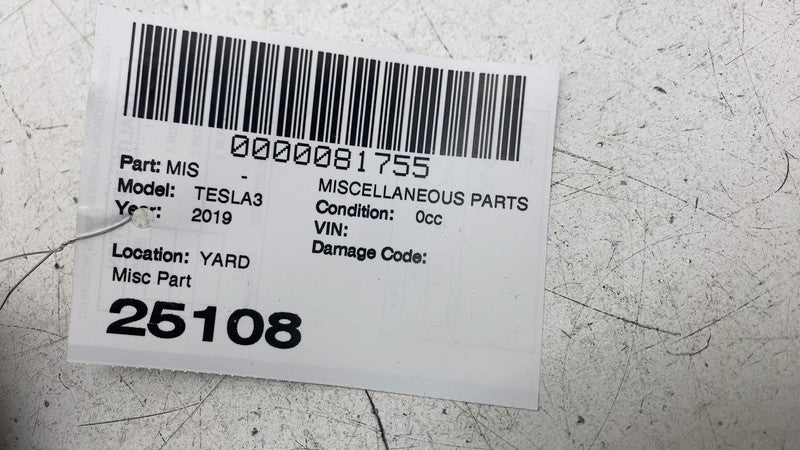 0000081755
Part: MIS - MISCELLANEOUS PARTS
Model: TESLA3 Condition: 0cc
Year: 2019 VIN:
Damage Code:
Location: YARD
Misc Part
25108